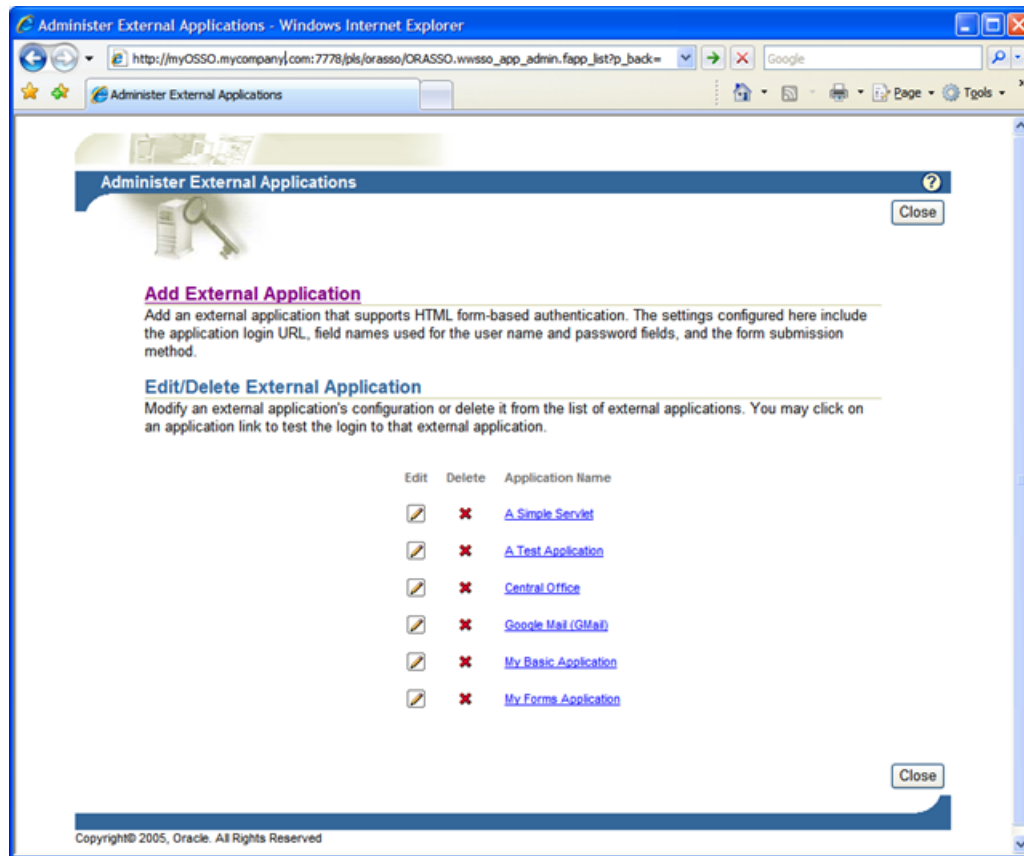 Administer External Applications - Windows Internet Explorer
http://myOSSO.mycompany.com:7778/pls/orasso/ORASSO.wwsso_app_admin.fapp_list?p_back=
Google
Administer External Applications
Page
Tools
Administer External Applications
?
Close
Add External Application
Add an external application that supports HTML form-based authentication. The settings configured here include
the application login URL, field names used for the user name and password fields, and the form submission
method.
Edit/Delete External Application
Modify an external application's configuration or delete it from the list of external applications. You may click on
an application link to test the login to that external application.
Edit Delete Application Name
A Simple Servlet
A Test Application
Central Office
Google Mail (GMail)
My Basic Application
My Forms Application
Close
Copyright© 2005, Oracle. All Rights Reserved